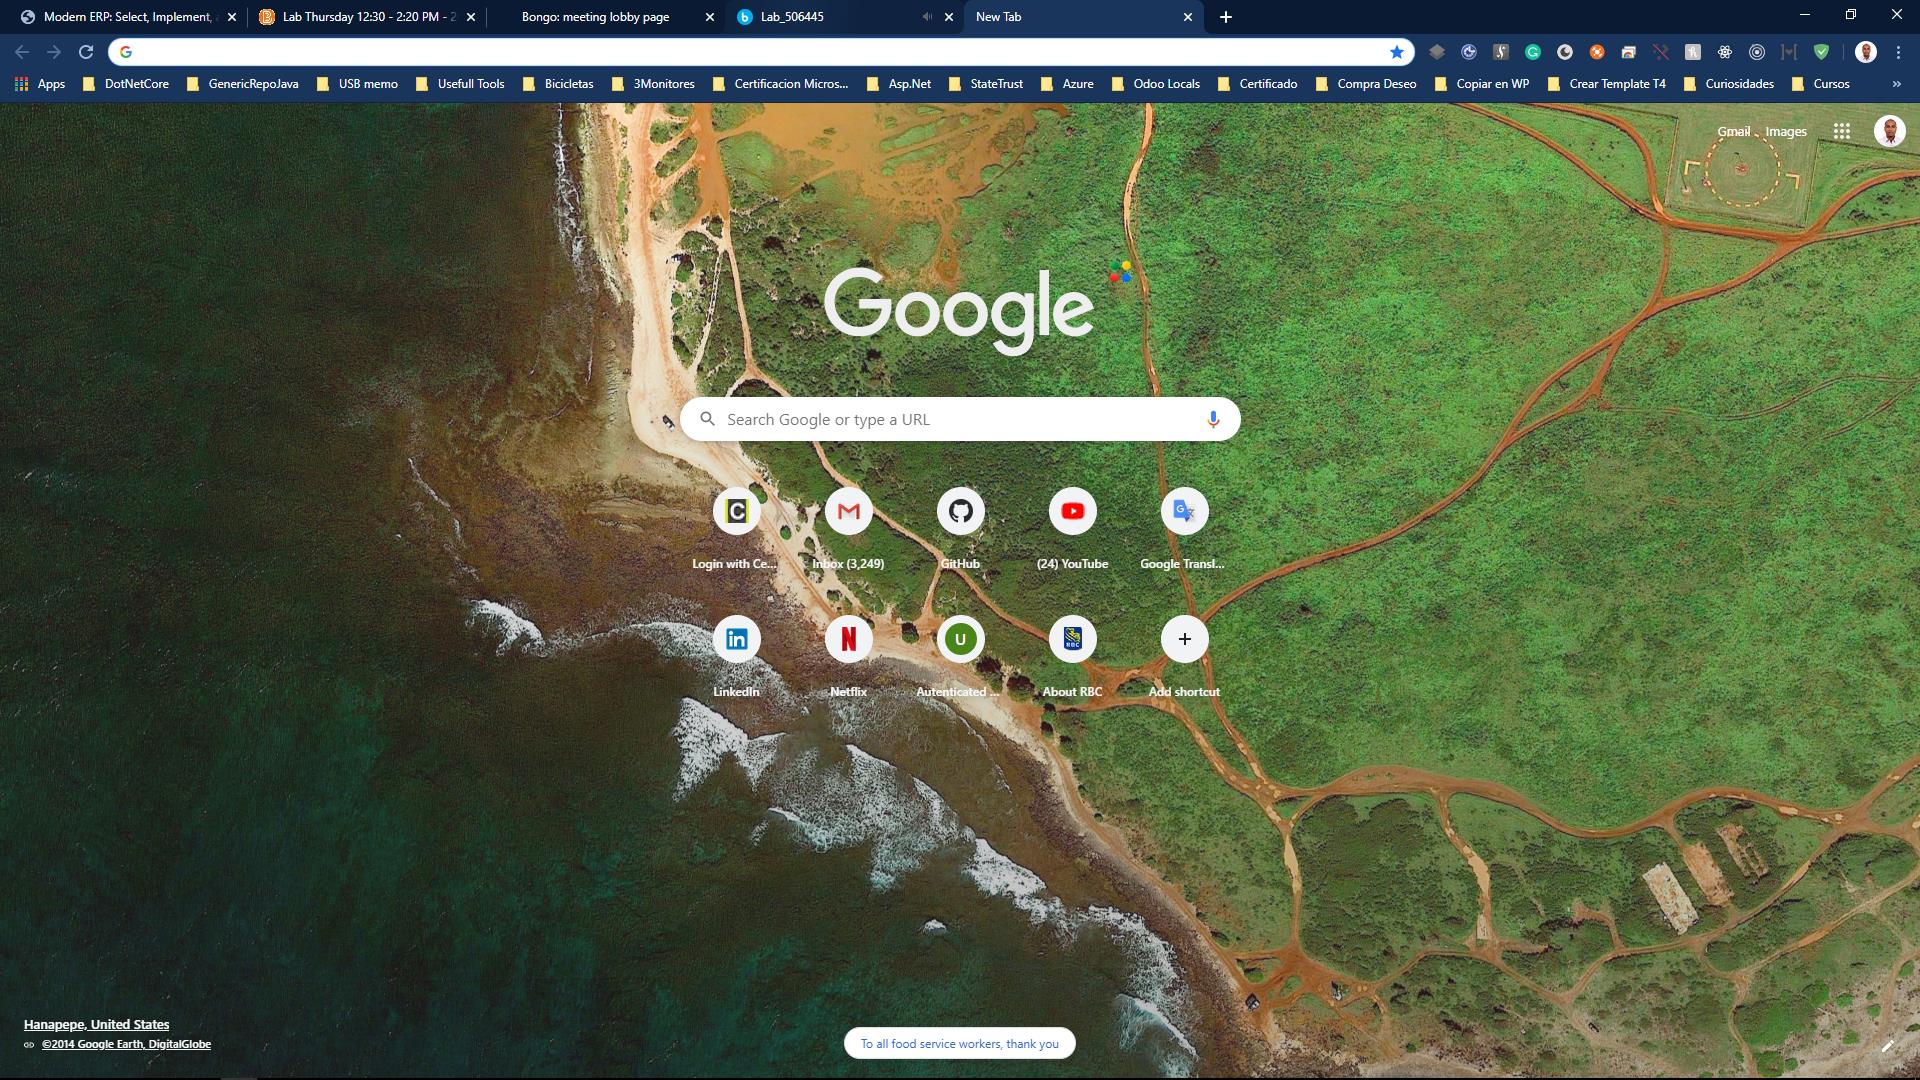 Modern ERP: Select, Implement,
Lab Thursday 12:30 - 2:20 PM - 2
Bongo: meeting lobby page
Lab_506445
New Tab
Apps
DotNetCore
GenericRepoJava
USB memo
Usefull Tools
Bicicletas
3Monitores
Certificacion Micros...
Asp.Net
StateTrust
Azure
Odoo Locals
Certificado
Compra Deseo
Copiar en WP
Crear Template T4
Curiosidades
Cursos
»
Gmail
Images
Google
Search Google or type a URL
Login with Ce...
Inbox (3,249)
GitHub
(24) YouTube
Google Transl...
U
RBC
LinkedIn
Netflix
Autenticated ...
About RBC
Add shortcut
Hanapepe, United States
©2014 Google Earth, DigitalGlobe
To all food service workers, thank you